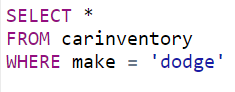 SELECT *
FROM carinventory
WHERE make = 'dodge'